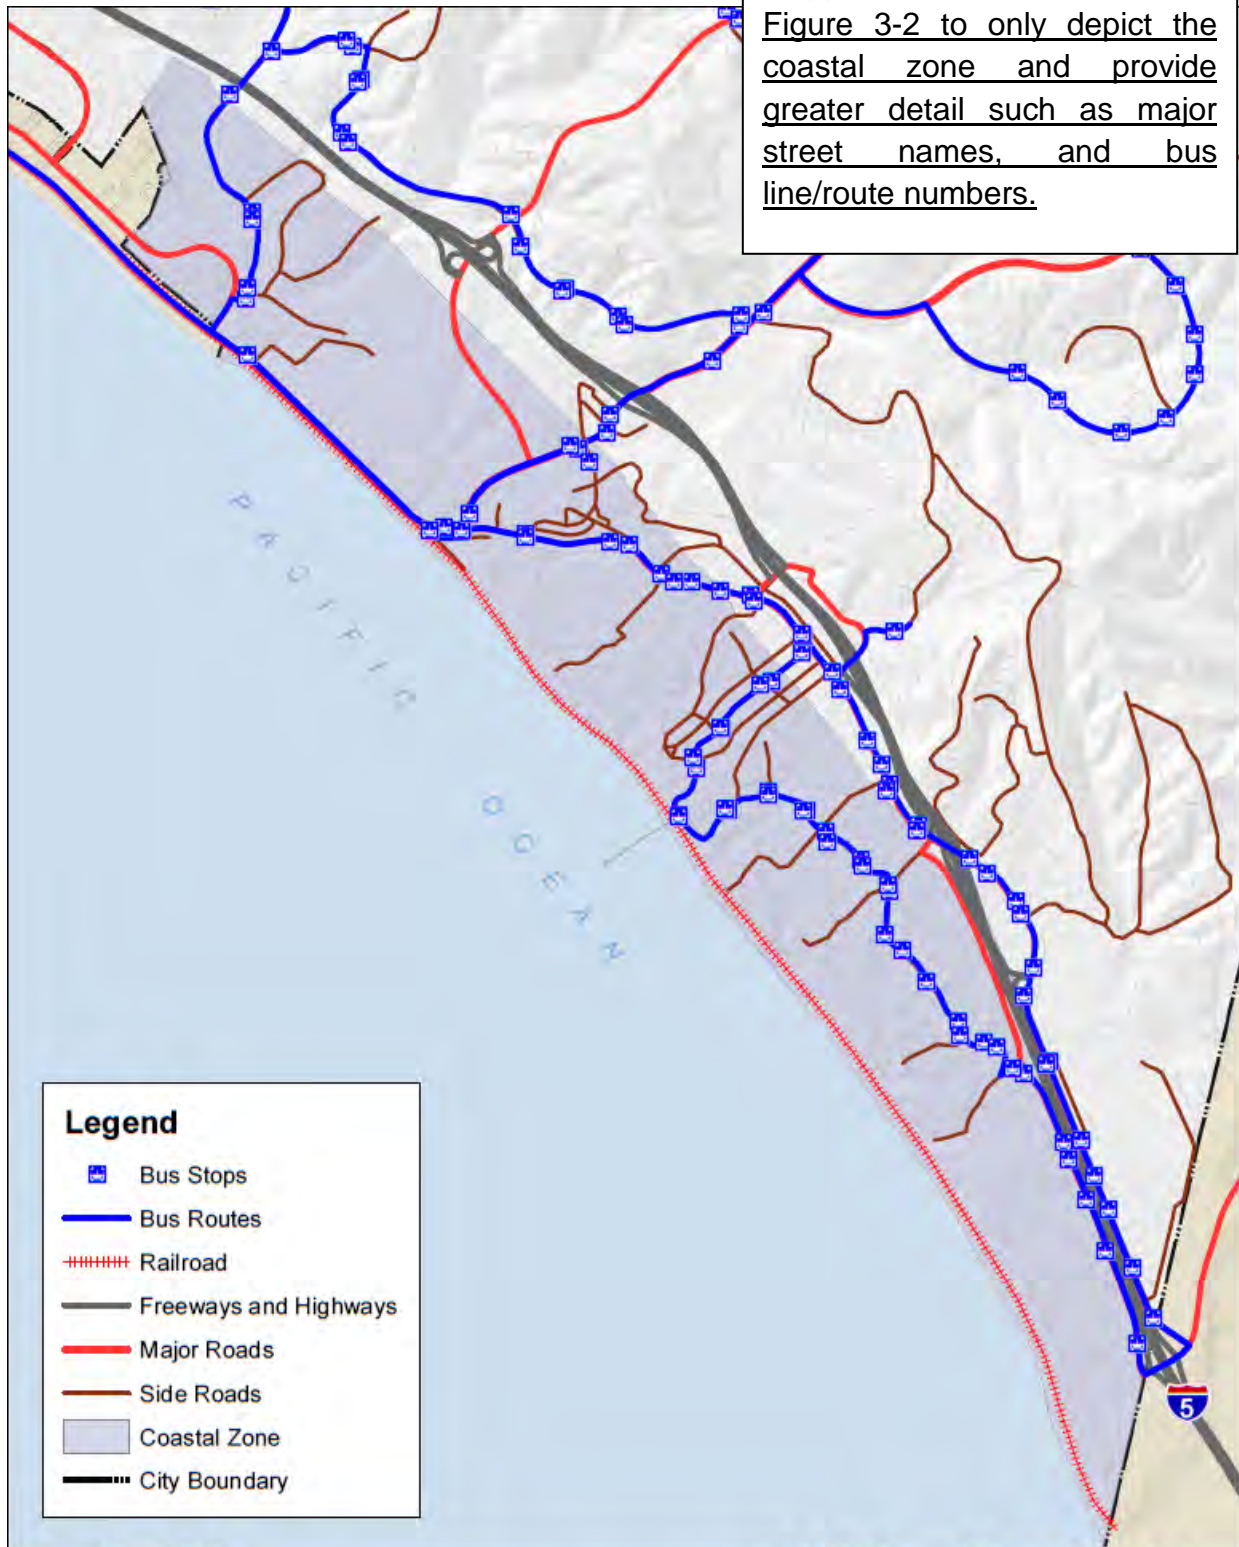 Figure 3-2 to only depict the
coastal zone and provide
greater detail such as major
street names, and bus
line/route numbers.
PACIFIC
OCEAN
Legend
Bus Stops
Bus Routes
Railroad
Freeways and Highways
Major Roads
Side Roads
Coastal Zone
City Boundary
5